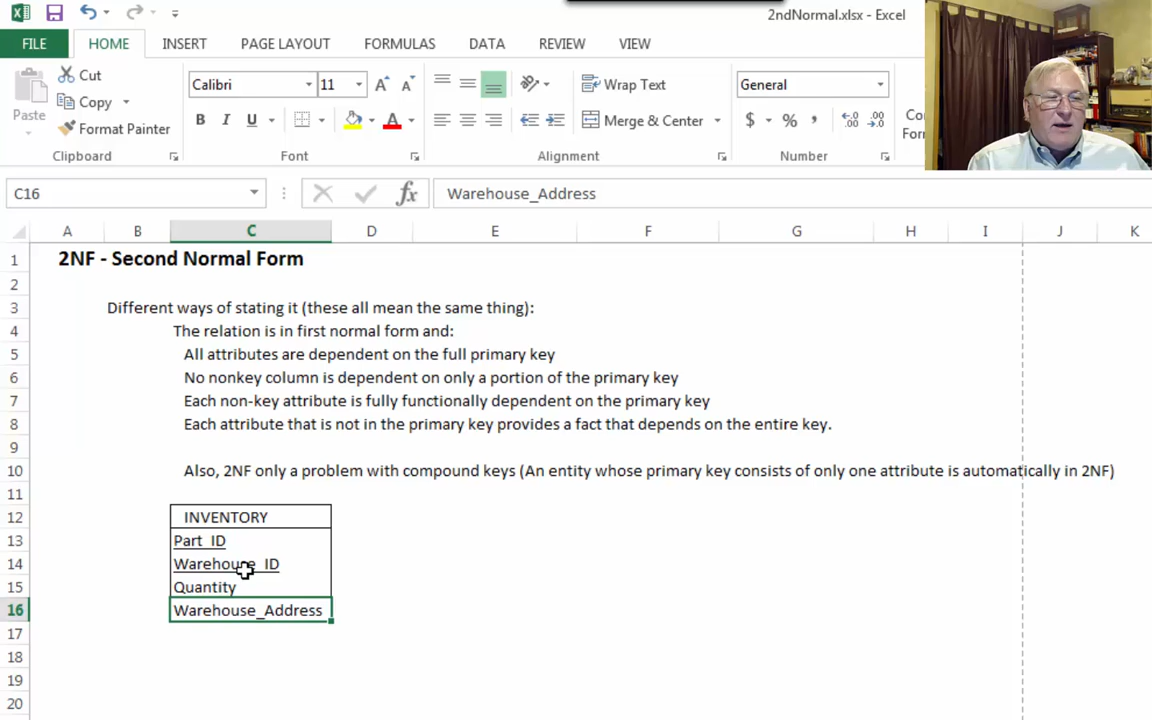 2ndNormal.xlsx - Excel
FILE HOME INSERT PAGE LAYOUT FORMULAS DATA REVIEW VIEW
Cut
Copy
Format Painter
Paste
Calibri 11
B I U A A A
Wrap Text
Merge & Center
General
$ % ,
Clipboard Font Alignment Number
C16 fx Warehouse_Address
A B C D E F G H I J K
1 2NF - Second Normal Form
2
3 Different ways of stating it (these all mean the same thing):
4 The relation is in first normal form and:
5 All attributes are dependent on the full primary key
6 No nonkey column is dependent on only a portion of the primary key
7 Each non-key attribute is fully functionally dependent on the primary key
8 Each attribute that is not in the primary key provides a fact that depends on the entire key.
9
10 Also, 2NF only a problem with compound keys (An entity whose primary key consists of only one attribute is automatically in 2NF)
11
12 INVENTORY
13 Part_ID
14 Warehouse_ID
15 Quantity
16 Warehouse_Address
17
18
19
20